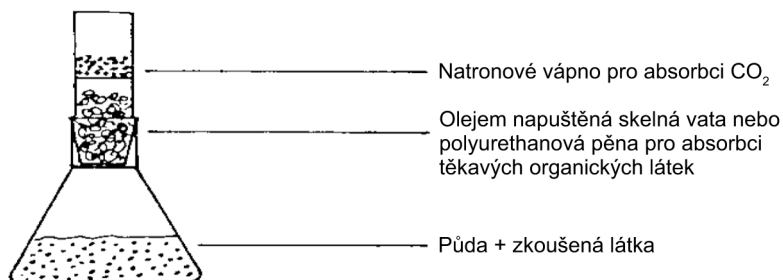 Natronové vápno pro absorbci CO₂
Olejem napuštěná skelná vata nebo
polyurethanová pěna pro absorbci
těkavých organických látek
Půda + zkoušená látka